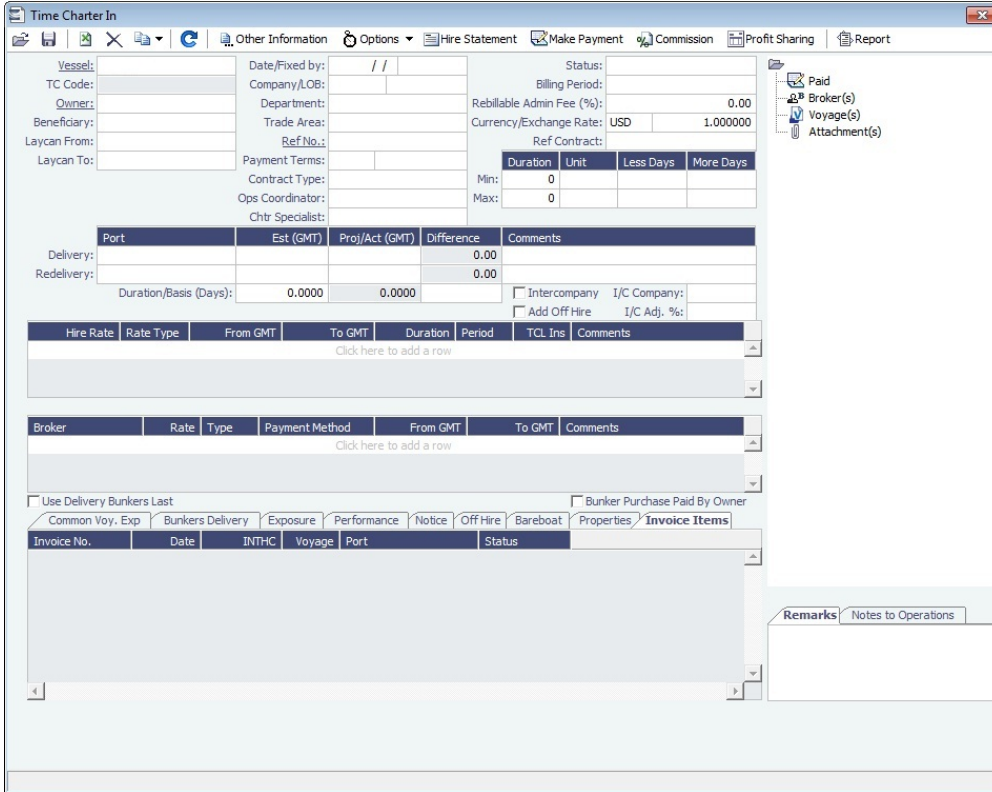 Time Charter In
Other Information Options Hire Statement Make Payment Commission Profit Sharing Report
Vessel: Date/Fixed by: / / Status:
TC Code: Company/LOB: Billing Period:
Owner: Department: Rebillable Admin Fee (%): 0.00
Beneficiary: Trade Area: Currency/Exchange Rate: USD 1.000000
Laycan From: Ref No.: Ref Contract:
Laycan To: Payment Terms: Duration Unit Less Days More Days
Contract Type: Min: 0
Ops Coordinator: Max: 0
Chtr Specialist:
Paid
Broker(s)
Voyage(s)
Attachment(s)
Port Est (GMT) Proj/Act (GMT) Difference Comments
Delivery: 0.00
Redelivery: 0.00
Duration/Basis (Days): 0.0000 0.0000 Intercompany I/C Company:
Add Off Hire I/C Adj. %:
Hire Rate Rate Type From GMT To GMT Duration Period TCL Ins Comments
Click here to add a row
Broker Rate Type Payment Method From GMT To GMT Comments
Click here to add a row
Use Delivery Bunkers Last Bunker Purchase Paid By Owner
Common Voy. Exp Bunkers Delivery Exposure Performance Notice Off Hire Bareboat Properties Invoice Items
Invoice No. Date INTHC Voyage Port Status
Remarks Notes to Operations